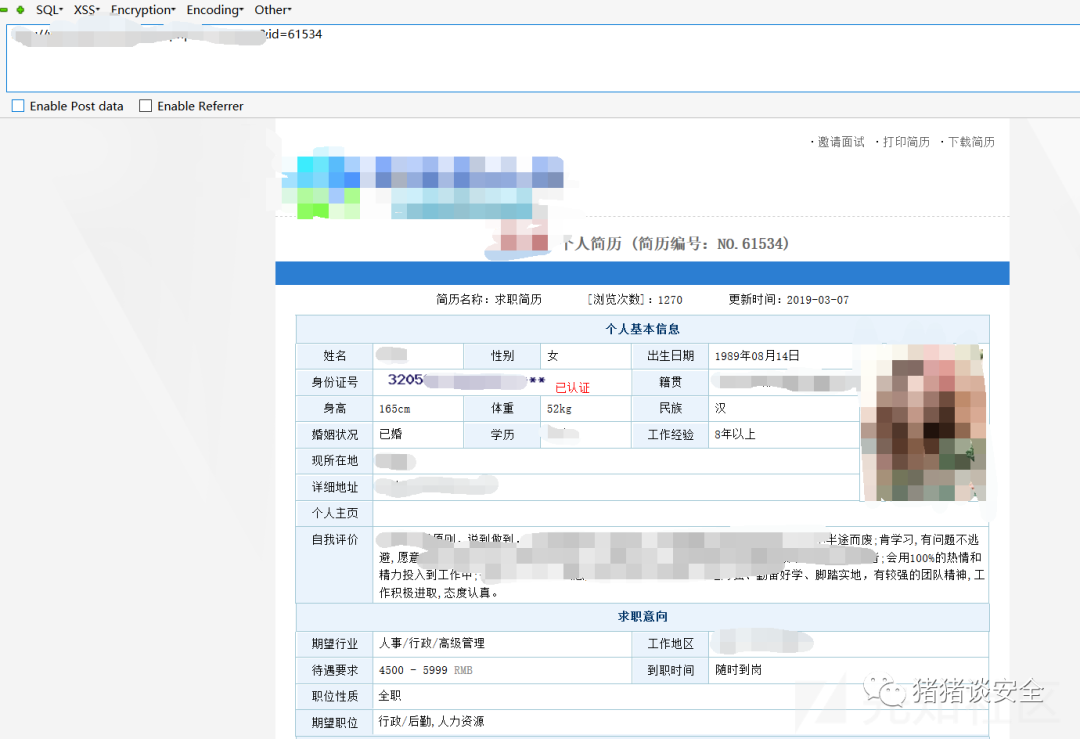 SQL▾ XSS▾ Encryption▾ Encoding▾ Other▾
id=61534
Enable Post data Enable Referrer
·邀请面试 ·打印简历 ·下载简历
个人简历 (简历编号: NO.61534)
简历名称: 求职简历 [浏览次数]: 1270 更新时间: 2019-03-07
个人基本信息
姓名 性别 女 出生日期 1989年08月14日
身份证号 3205 ** 已认证 籍贯
身高 165cm 体重 52kg 民族 汉
婚姻状况 已婚 学历 工作经验 8年以上
现所在地
详细地址
个人主页
自我评价 原则, 说到做到, 半途而废;肯学习,有问题不逃
避,愿意 ;会用100%的热情和
精力投入到工作中; 勤奋好学、脚踏实地, 有较强的团队精神,工
作积极进取,态度认真。
求职意向
期望行业 人事/行政/高级管理 工作地区
待遇要求 4500 - 5999 RMB 到职时间 随时到岗
职位性质 全职
期望职位 行政/后勤,人力资源
猪猪谈安全
先知社区